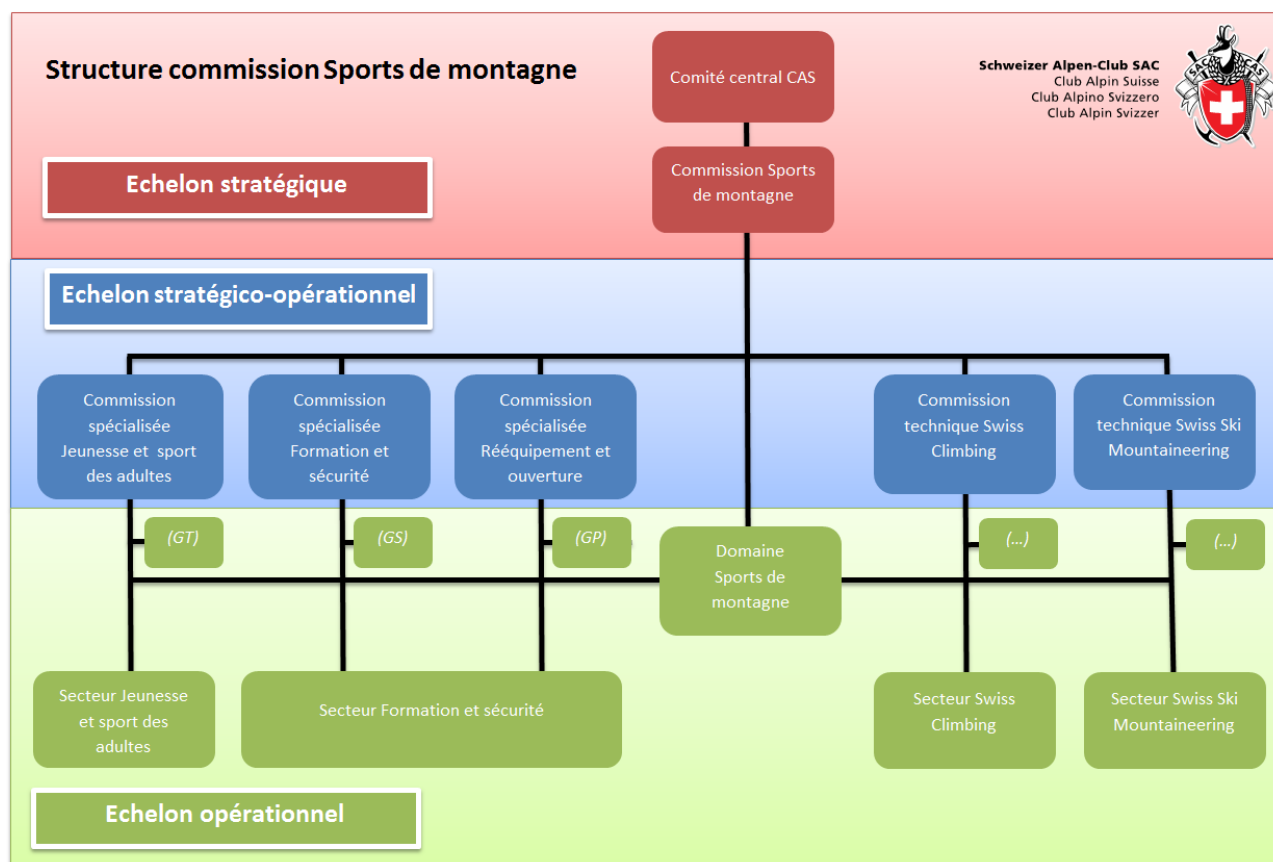 Structure commission Sports de montagne
Comité central CAS
Schweizer Alpen-Club SAC
Club Alpin Suisse
Club Alpino Svizzero
Club Alpin Svizzer
SAC CAS
Echelon stratégique
Commission Sports
de montagne
Echelon stratégico-opérationnel
Commission
spécialisée
Jeunesse et sport
des adultes
Commission
spécialisée
Formation et
sécurité
Commission
spécialisée
Rééquipement et
ouverture
Commission
technique Swiss
Climbing
Commission
technique Swiss Ski
Mountaineering
(GT)
(GS)
(GP)
Domaine
Sports de
montagne
(...)
(...)
Secteur Jeunesse
et sport des
adultes
Secteur Formation et sécurité
Secteur Swiss
Climbing
Secteur Swiss Ski
Mountaineering
Echelon opérationnel